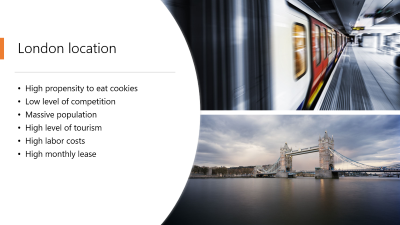 London location
• High propensity to eat cookies
• Low level of competition
• Massive population
• High level of tourism
• High labor costs
• High monthly lease